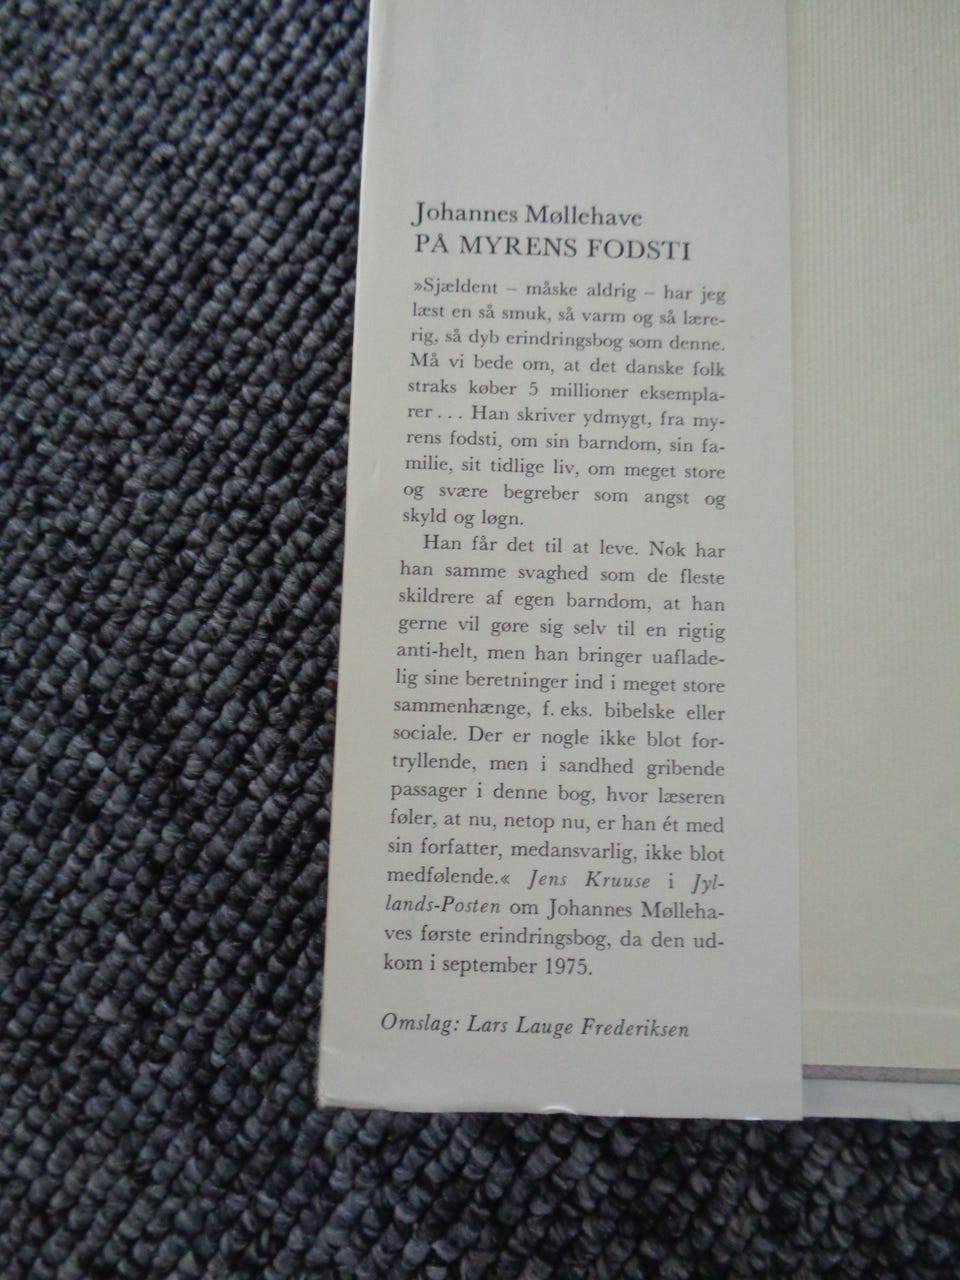 Johannes Møllehave
PÅ MYRENS FODSTI
»Sjældent – måske aldrig – har jeg
læst en så smuk, så varm og så lære-
rig, så dyb erindringsbog som denne.
Må vi bede om, at det danske folk
straks køber 5 millioner eksempla-
rer... Han skriver ydmygt, fra my-
rens fodsti, om sin barndom, sin fa-
milie, sit tidlige liv, om meget store
og svære begreber som angst og
skyld og løgn.
Han får det til at leve. Nok har
han samme svaghed som de fleste
skildrere af egen barndom, at han
gerne vil gøre sig selv til en rigtig
anti-helt, men han bringer uaflade-
lig sine beretninger ind i meget store
sammenhænge, f. eks. bibelske eller
sociale. Der er nogle ikke blot for-
tryllende, men i sandhed gribende
passager i denne bog, hvor læseren
føler, at nu, netop nu, er han ét med
sin forfatter, medansvarlig, ikke blot
medfølende.« Jens Kruuse i Jyl-
lands-Posten om Johannes Mølleha-
ves første erindringsbog, da den ud-
kom i september 1975.
Omslag: Lars Lauge Frederiksen